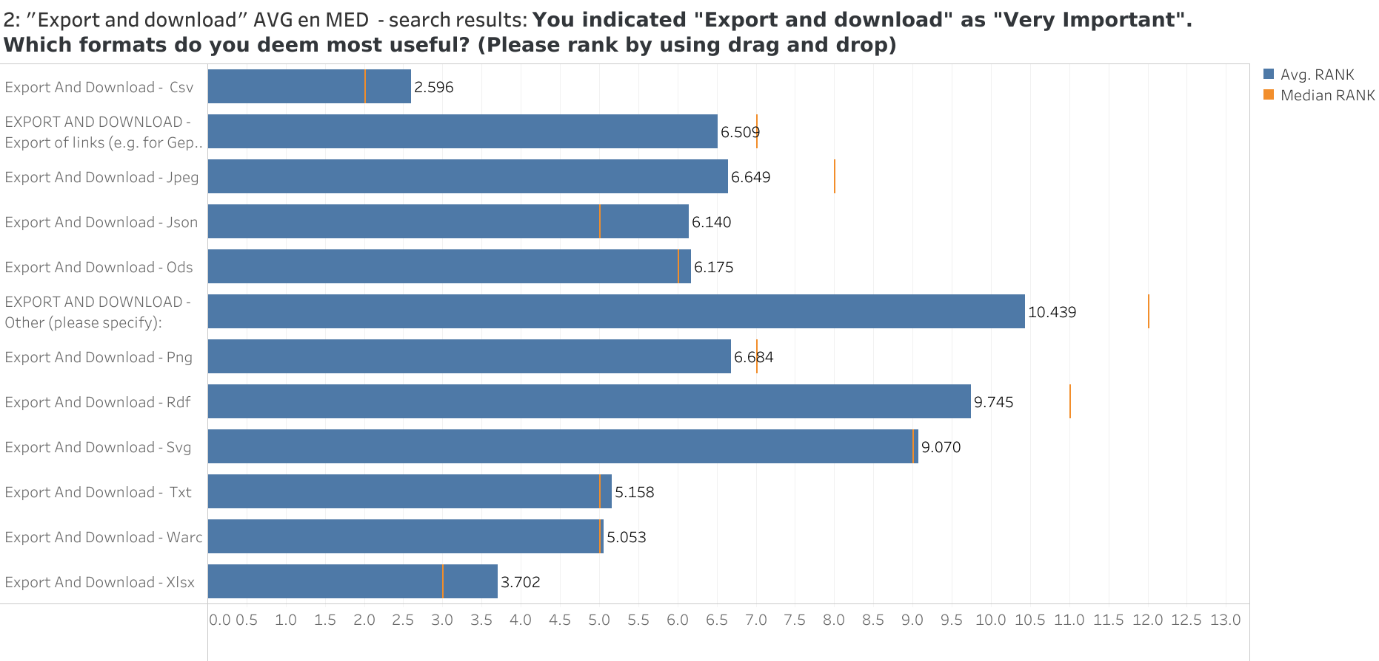 2: ”Export and download” AVG en MED - search results: You indicated "Export and download" as "Very Important".
Which formats do you deem most useful? (Please rank by using drag and drop)
Avg. RANK
Median RANK
Export And Download - Csv
2.596
EXPORT AND DOWNLOAD -
Export of links (e.g. for Gep..
6.509
Export And Download - Jpeg
6.649
Export And Download - Json
6.140
Export And Download - Ods
6.175
EXPORT AND DOWNLOAD -
Other (please specify):
10.439
Export And Download - Png
6.684
Export And Download - Rdf
9.745
Export And Download - Svg
9.070
Export And Download - Txt
5.158
Export And Download - Warc
5.053
Export And Download - Xlsx
3.702
0.0 0.5 1.0 1.5 2.0 2.5 3.0 3.5 4.0 4.5 5.0 5.5 6.0 6.5 7.0 7.5 8.0 8.5 9.0 9.5 10.0 10.5 11.0 11.5 12.0 12.5 13.0